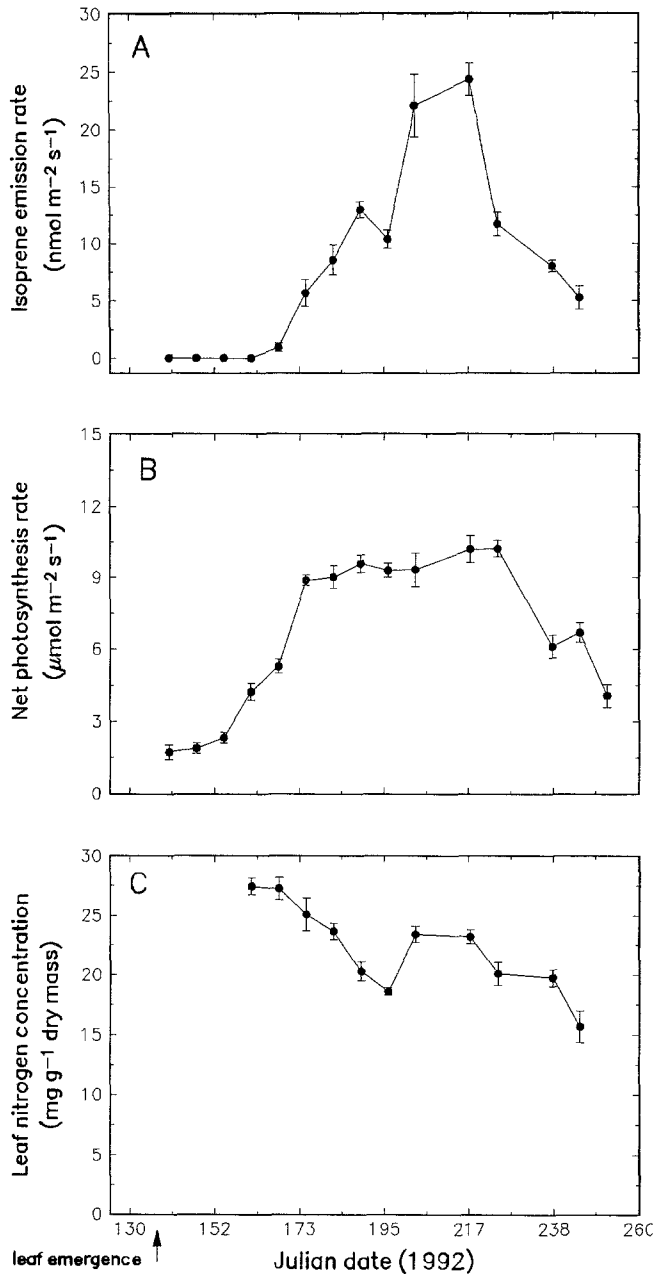 A
Isoprene emission rate
(nmol m⁻² s⁻¹)
30
25
20
15
10
5
0
B
Net photosynthesis rate
(μmol m⁻² s⁻¹)
15
12
9
6
3
0
C
Leaf nitrogen concentration
(mg g⁻¹ dry mass)
30
25
20
15
10
5
0
130 152 173 195 217 238 260
leaf emergence
Julian date (1992)